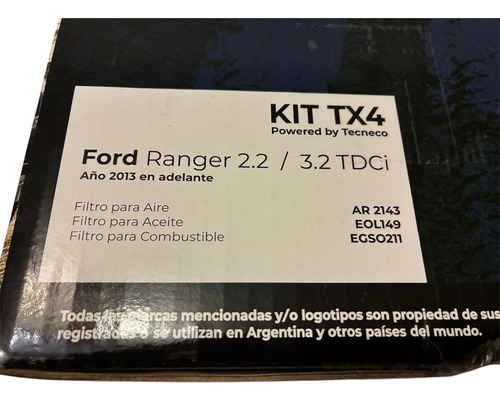 KIT TX4
Powered by Tecneco
Ford Ranger 2.2 / 3.2 TDCi
Año 2013 en adelante
Filtro para Aire AR 2143
Filtro para Aceite EOL149
Filtro para Combustible EGSO211
Todas las marcas mencionadas y/o logotipos son propiedad de sus
registradas o se utilizan en Argentina y otros países del mundo.